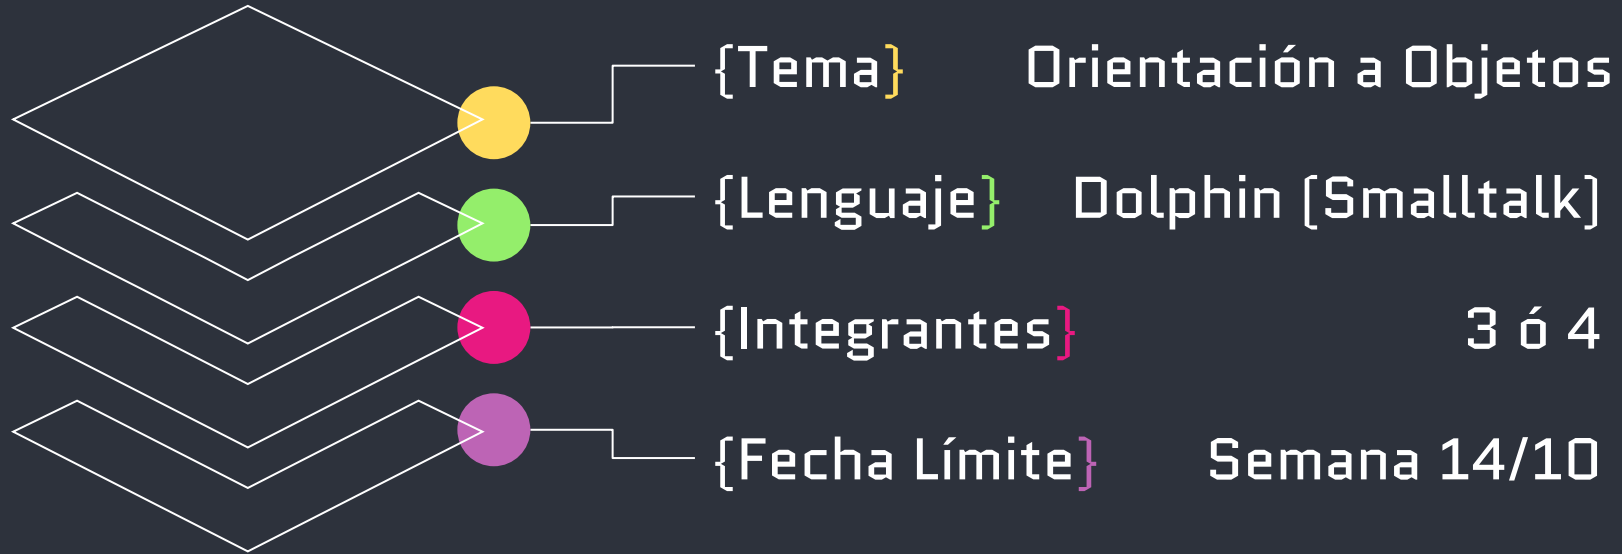 {Tema} Orientación a Objetos
{Lenguaje} Dolphin (Smalltalk)
{Integrantes} 3 ó 4
{Fecha Límite} Semana 14/10